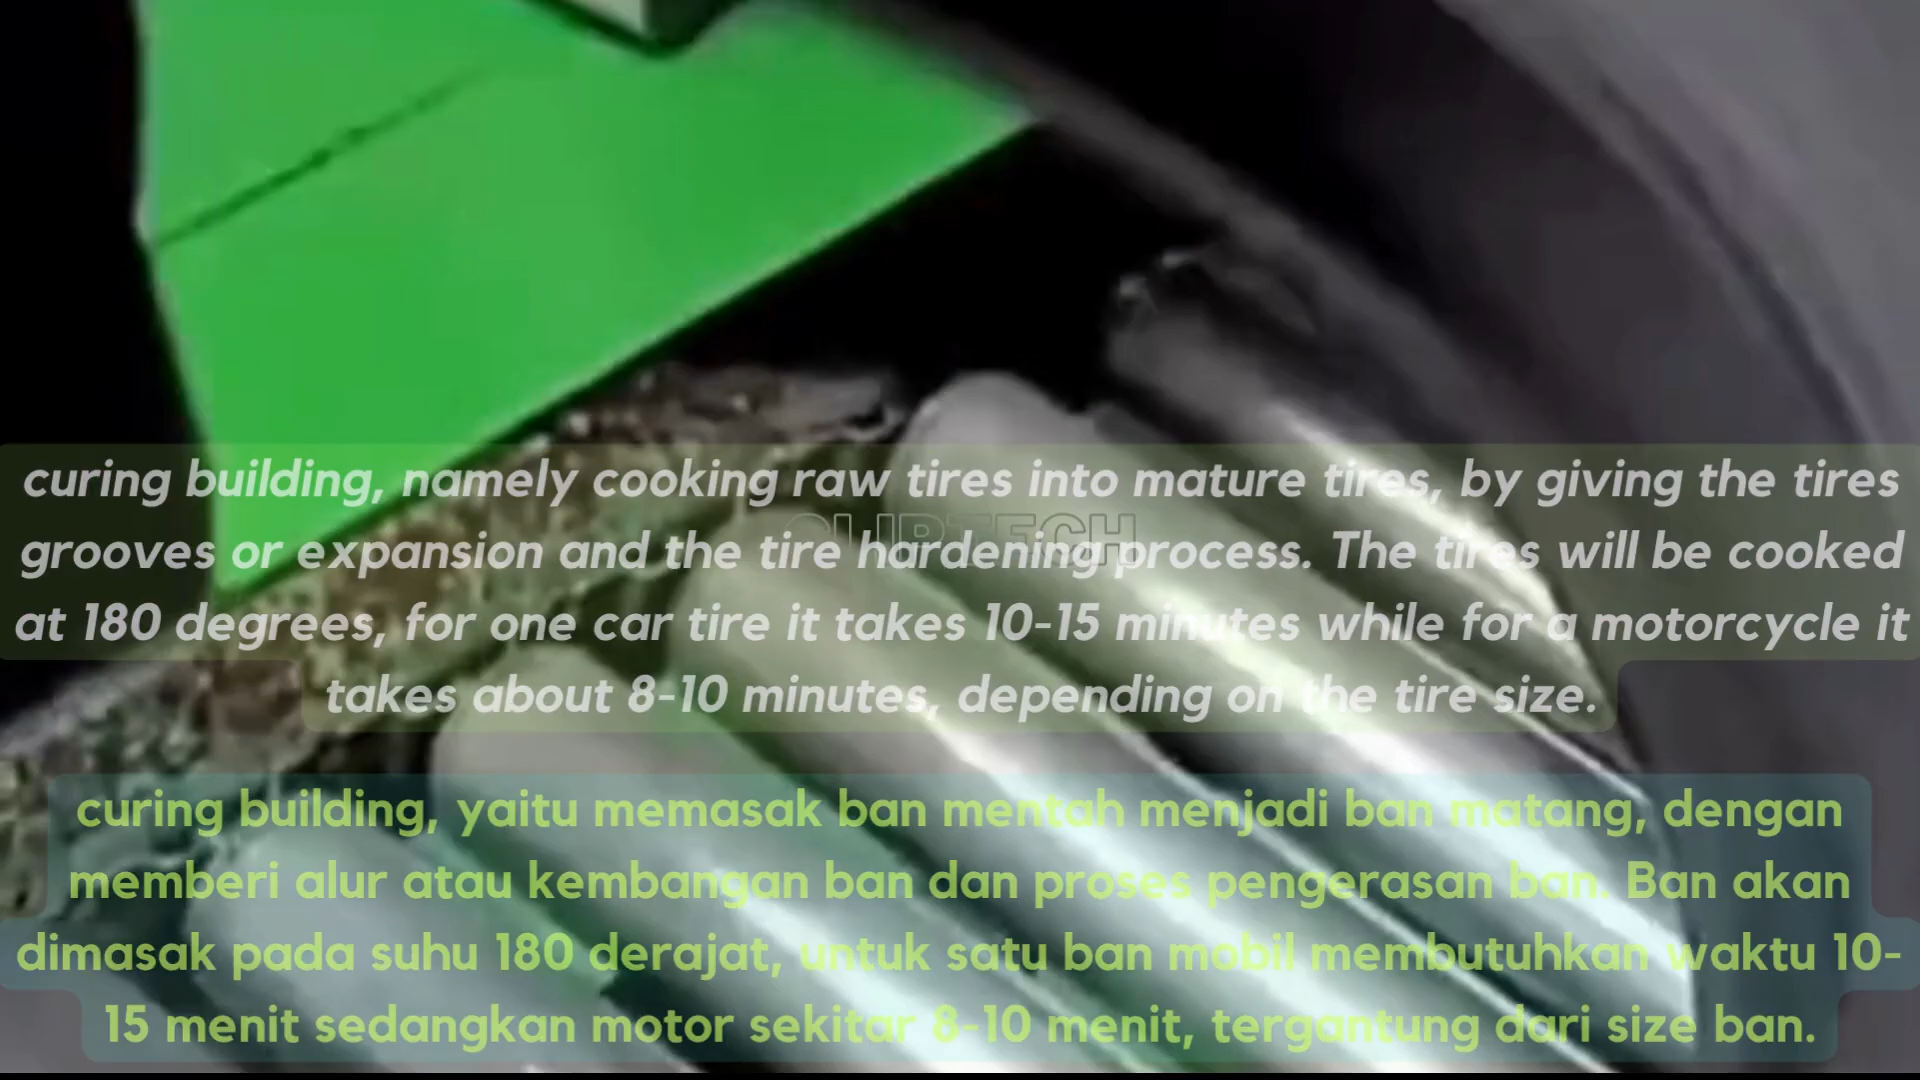 curing building, namely cooking raw tires into mature tires, by giving the tires
grooves or expansion and the tire hardening process. The tires will be cooked
at 180 degrees, for one car tire it takes 10-15 minutes while for a motorcycle it
takes about 8-10 minutes, depending on the tire size.
CLIPTECH
curing building, yaitu memasak ban mentah menjadi ban matang, dengan
memberi alur atau kembangan ban dan proses pengerasan ban. Ban akan
dimasak pada suhu 180 derajat, untuk satu ban mobil membutuhkan waktu 10-
15 menit sedangkan motor sekitar 8-10 menit, tergantung dari size ban.